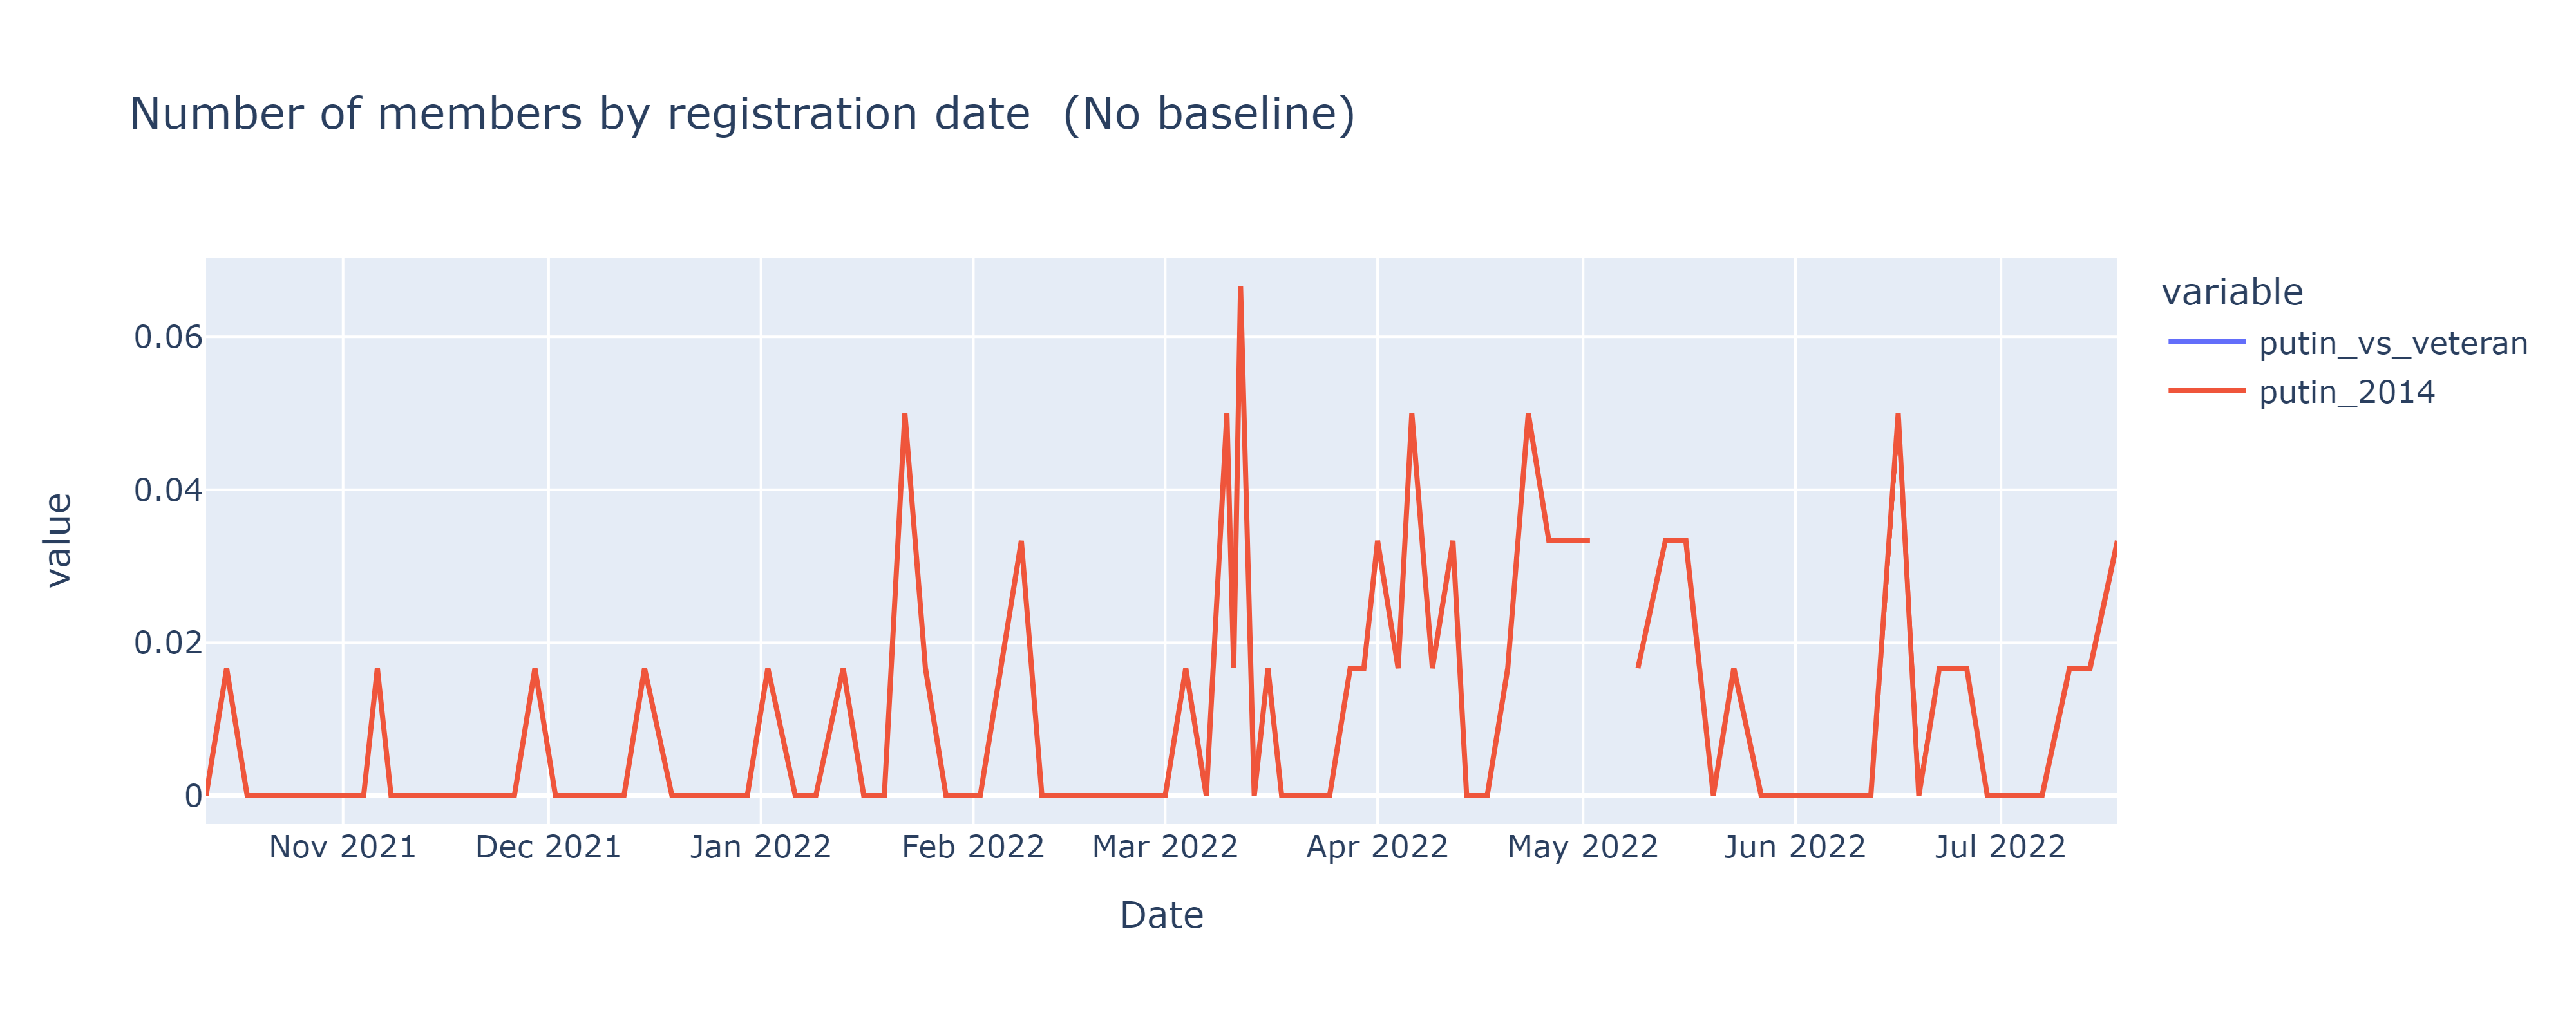 Number of members by registration date  (No baseline)
variable
putin_vs_veteran
putin_2014
value
0.06
0.04
0.02
0
Nov 2021
Dec 2021
Jan 2022
Feb 2022
Mar 2022
Apr 2022
May 2022
Jun 2022
Jul 2022
Date